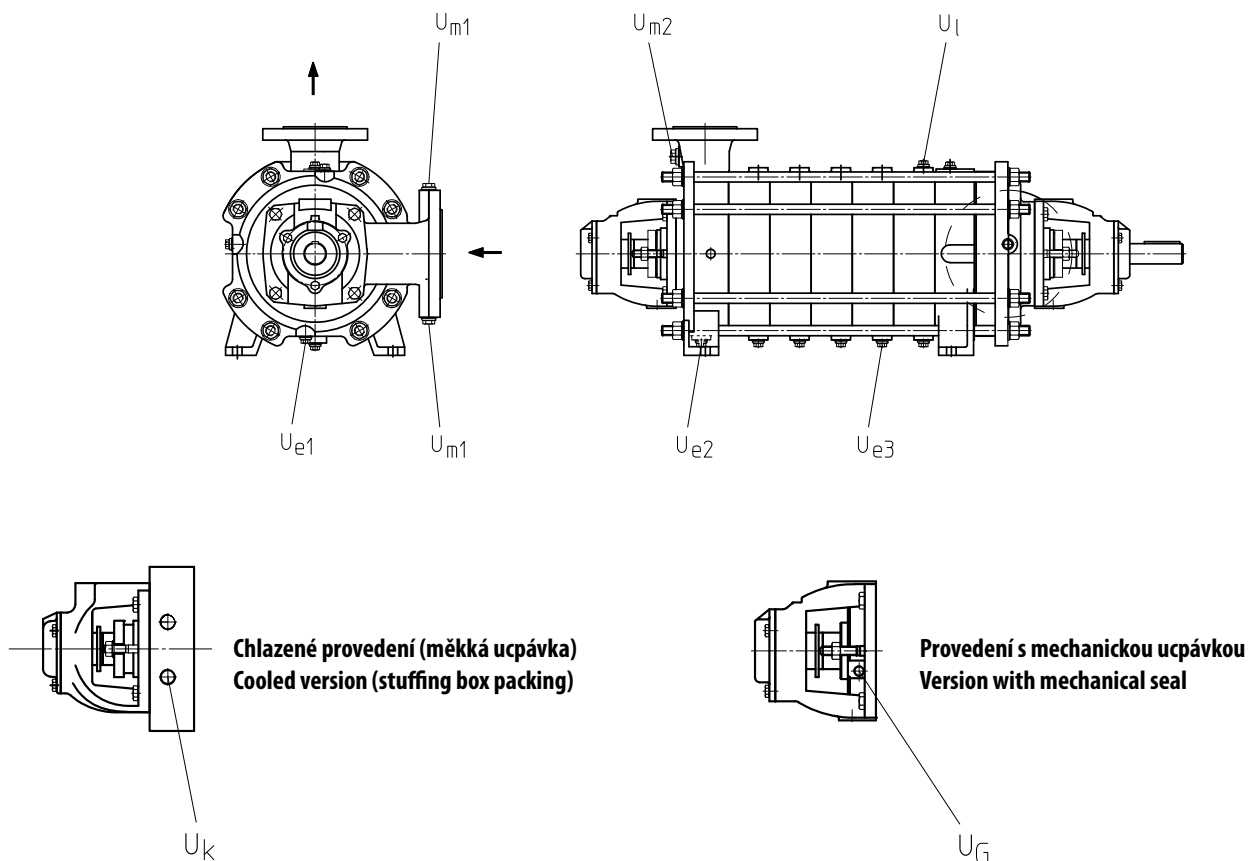 Um1
Um2
Ul
Ue1
Um1
Ue2
Ue3
Chlazené provedení (měkká ucpávka)
Cooled version (stuffing box packing)
Provedení s mechanickou ucpávkou
Version with mechanical seal
Uk
UG